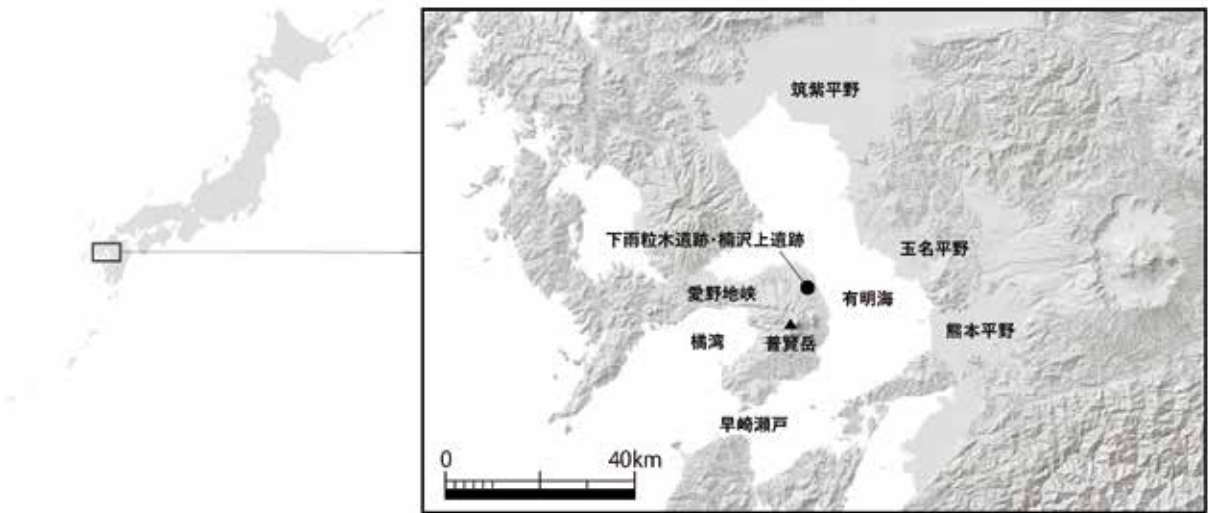 筑紫平野
下雨粒木遺跡・楠沢上遺跡
玉名平野
愛野地峡
有明海
橘湾
普賢岳
熊本平野
早崎瀬戸
0 40km